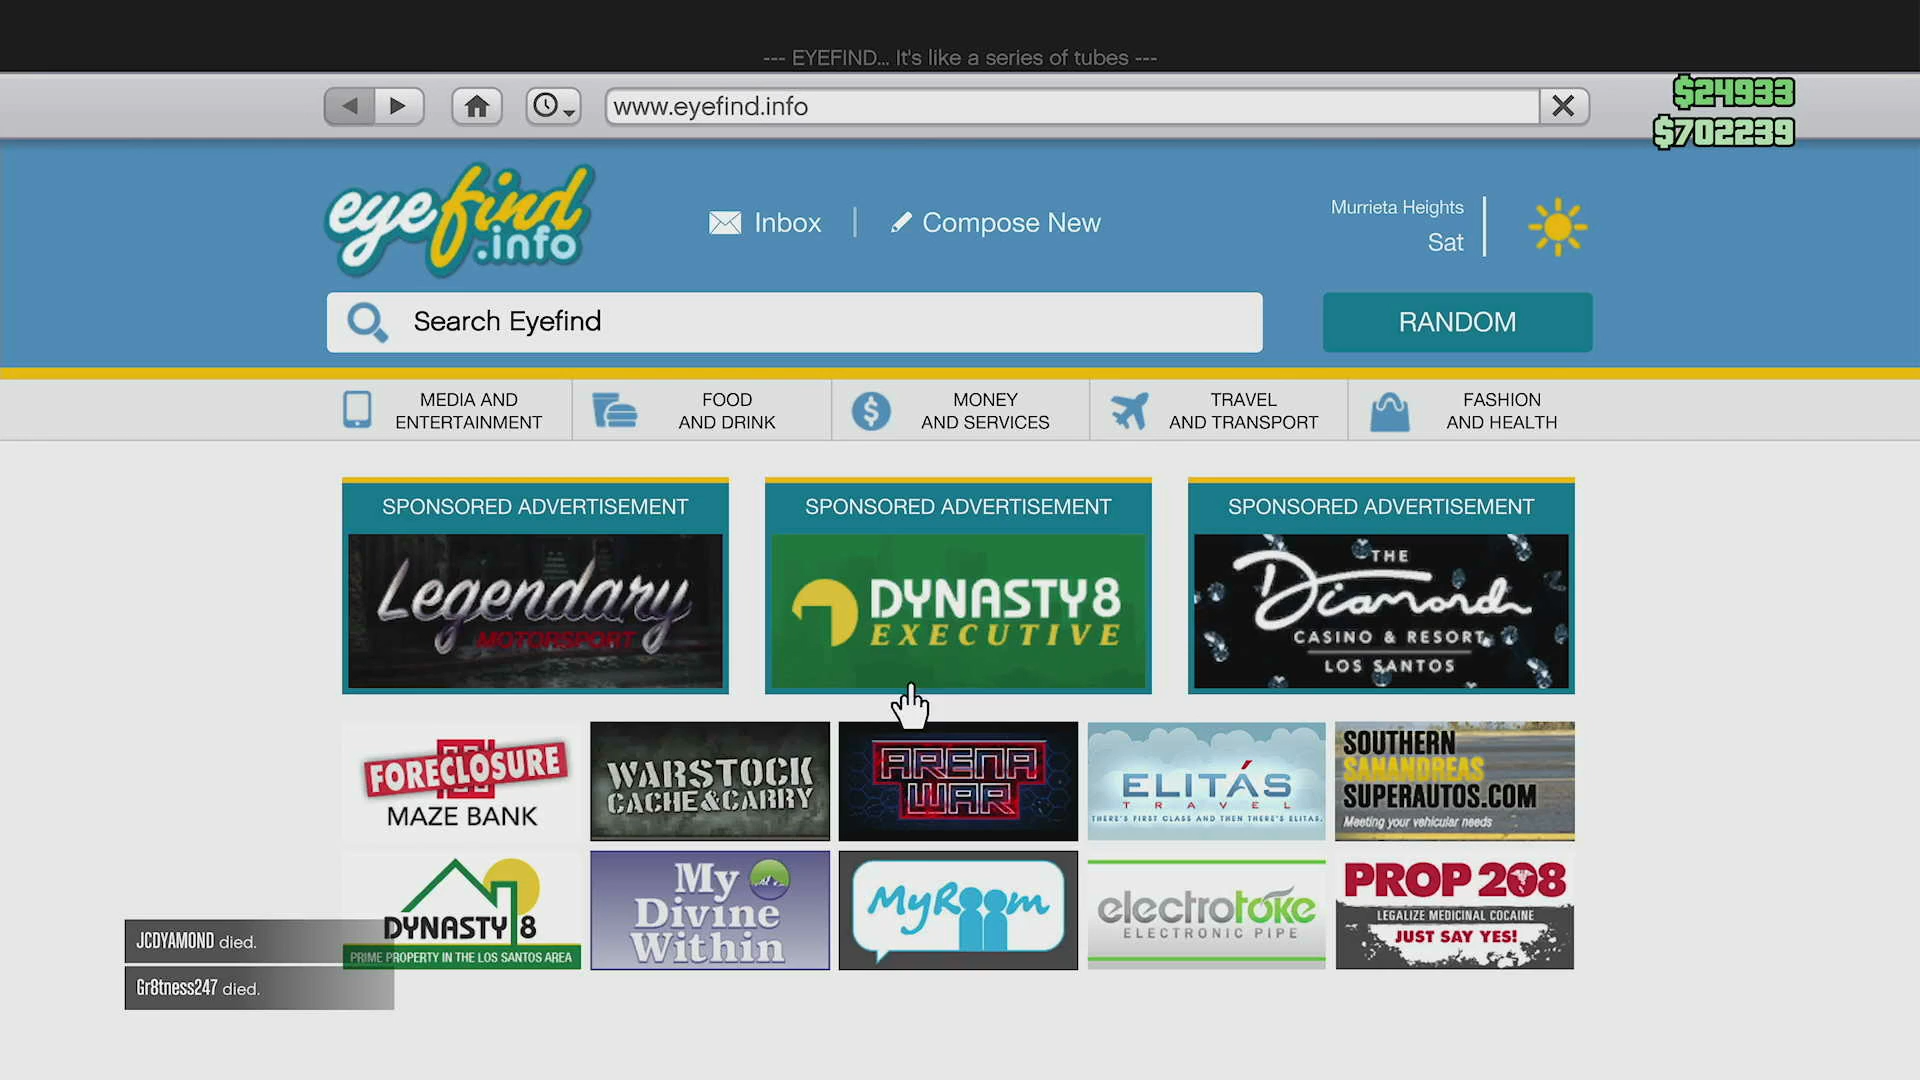 --- EYEFIND... It's like a series of tubes ---
www.eyefind.info
$24933
$702239
eyefind
.info
Inbox
Compose New
Murrieta Heights
Sat
Search Eyefind
RANDOM
MEDIA AND
ENTERTAINMENT
FOOD
AND DRINK
MONEY
AND SERVICES
TRAVEL
AND TRANSPORT
FASHION
AND HEALTH
SPONSORED ADVERTISEMENT
Legendary
MOTORSPORT
SPONSORED ADVERTISEMENT
DYNASTY8
EXECUTIVE
SPONSORED ADVERTISEMENT
THE
Diamond
CASINO & RESORT
LOS SANTOS
FORECLOSURE
MAZE BANK
WARSTOCK
CACHE&CARRY
ARENA
WAR
ELITÁS
TRAVEL
THERE'S FIRST CLASS AND THEN THERE'S ELITAS.
SOUTHERN
SANANDREAS
SUPERAUTOS.COM
Meeting your vehicular needs
DYNASTY 8
PRIME PROPERTY IN THE LOS SANTOS AREA
My
Divine
Within
MyRoom
electrotoke
ELECTRONIC PIPE
PROP 208
LEGALIZE MEDICINAL COCAINE
JUST SAY YES!
JCDYAMOND died.
Gr8tness247 died.